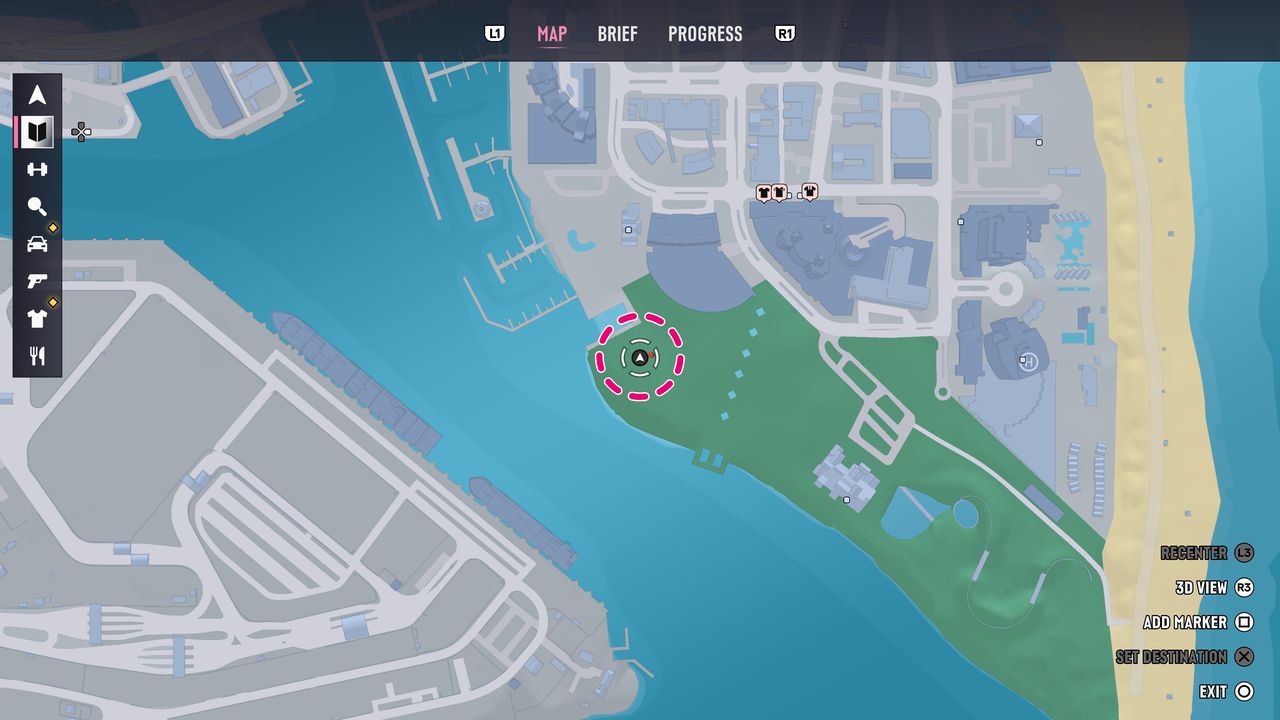 L1 MAP BRIEF PROGRESS R1
H
RECENTER L3
3D VIEW R3
ADD MARKER
SET DESTINATION
EXIT